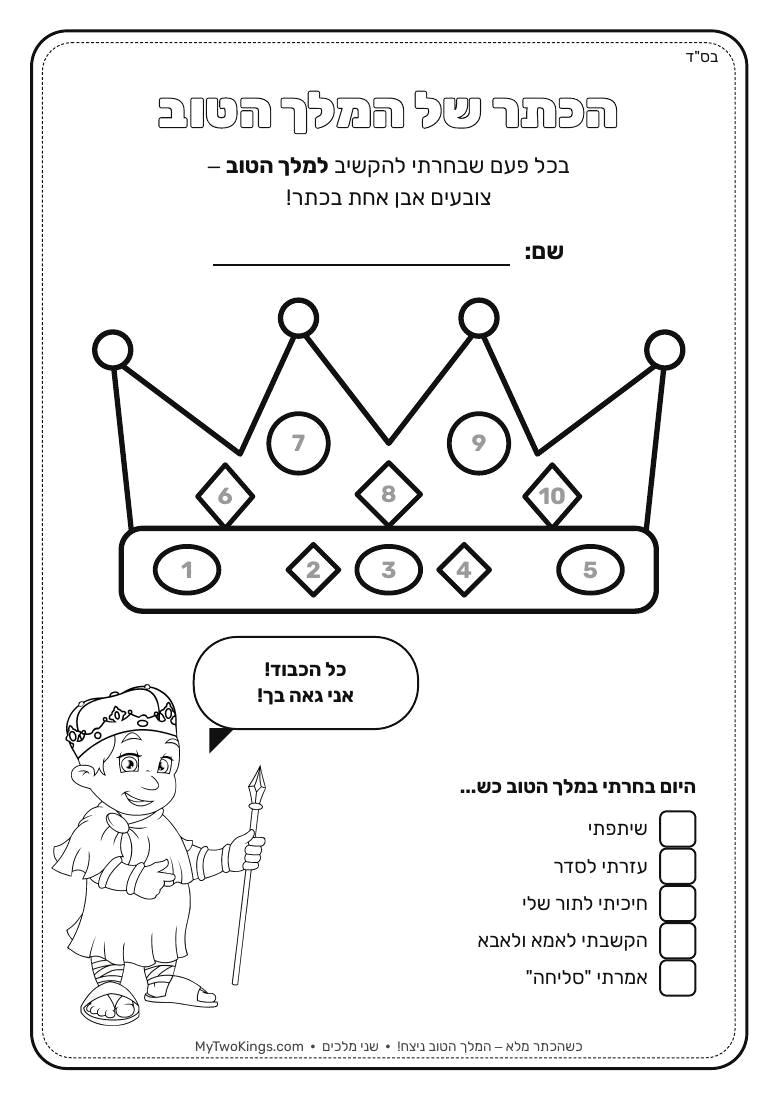 בס"ד
הכתר של המלך הטוב
בכל פעם שבחרתי להקשיב למלך הטוב –
צובעים אבן אחת בכתר!
שם:
7
9
6
8
10
1
2
3
4
5
כל הכבוד!
אני גאה בך!
היום בחרתי במלך הטוב כש...
שיתפתי
עזרתי לסדר
חיכיתי לתור שלי
הקשבתי לאמא ולאבא
אמרתי "סליחה"
כשהכתר מלא – המלך הטוב ניצח! • שני מלכים • MyTwoKings.com